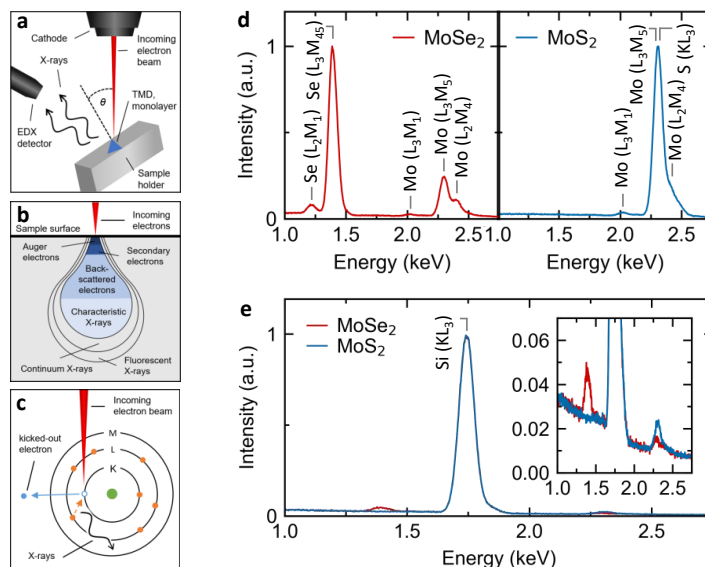 a
Cathode
Incoming
electron
beam
X-rays
θ
EDX
detector
TMD,
monolayer
Sample
holder
b
Sample surface
Incoming
electrons
Auger
electrons
Secondary
electrons
Back-
scattered
electrons
Characteristic
X-rays
Continuum X-rays
Fluorescent
X-rays
c
Incoming
electron beam
kicked-out
electron
M
L
K
X-rays
d
MoSe₂
Se (L₂M₁)
Se (L₃M₄₅)
Mo (L₃M₁)
Mo (L₃M₅)
Mo (L₂M₄)
Intensity (a.u.)
1
0
1.0 1.5 2.0 2.5
Energy (keV)
MoS₂
Mo (L₃M₁)
Mo (L₃M₅)
S (KL₃)
Mo (L₂M₄)
Intensity (a.u.)
1
0
1.0 1.5 2.0 2.5
Energy (keV)
e
MoSe₂
MoS₂
Si (KL₃)
Intensity (a.u.)
1
0
1.0 1.5 2.0 2.5
Energy (keV)
0.06
0.04
0.02
0.00
1.0 1.5 2.0 2.5